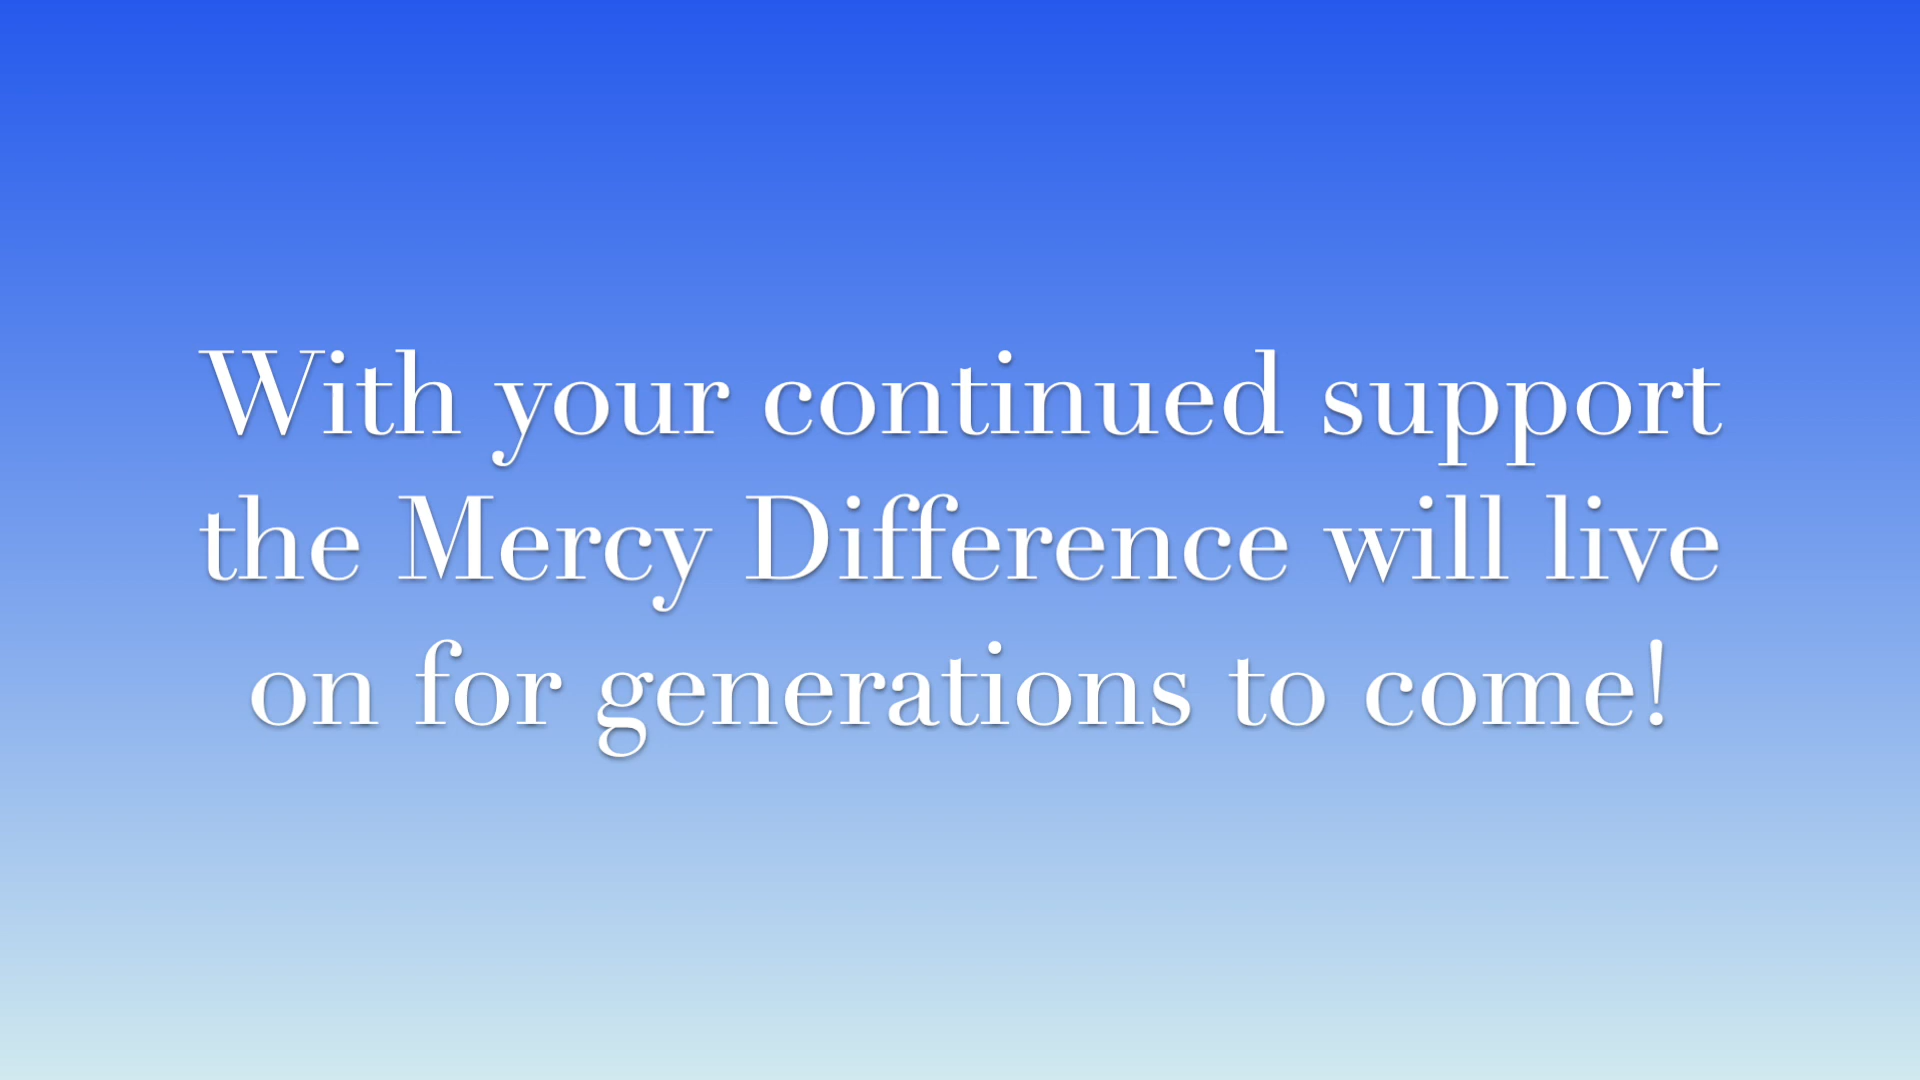 With your continued support
the Mercy Difference will live
on for generations to come!